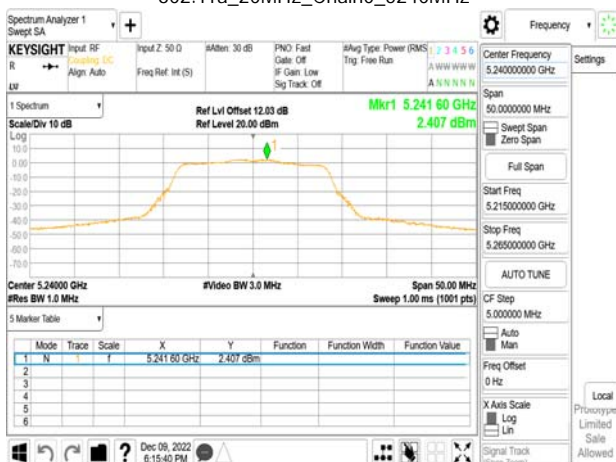 Spectrum Analyzer 1
Swept SA
Frequency
Settings
KEYSIGHT
R
Input: RF
Coupling: DC
Align: Auto
Input Z: 50 Ω
Freq Ref: Int (S)
#Atten: 30 dB
PNO: Fast
Gate: Off
IF Gain: Low
Sig Track: Off
#Avg Type: Power (RMS
Trig: Free Run
1 2 3 4 5 6
A W W W W W
A N N N N N
1 Spectrum
Scale/Div 10 dB
Log
Ref Lvl Offset 12.03 dB
Ref Level 20.00 dBm
Mkr1 5.241 60 GHz
2.407 dBm
10.0
0.00
-10.0
-20.0
-30.0
-40.0
-50.0
-60.0
-70.0
1
Center 5.24000 GHz
#Res BW 1.0 MHz
#Video BW 3.0 MHz
Span 50.00 MHz
Sweep 1.00 ms (1001 pts)
5 Marker Table
Mode Trace Scale X Y Function Function Width Function Value
1 N 1 f 5.241 60 GHz 2.407 dBm
2
3
4
5
6
Center Frequency
5.240000000 GHz
Span
50.0000000 MHz
Swept Span
Zero Span
Full Span
Start Freq
5.215000000 GHz
Stop Freq
5.265000000 GHz
AUTO TUNE
CF Step
5.000000 MHz
Auto
Man
Freq Offset
0 Hz
X Axis Scale
Log
Lin
Signal Track
Local
Prototype
Limited
Sale
Allowed
Dec 09, 2022
6:15:40 PM